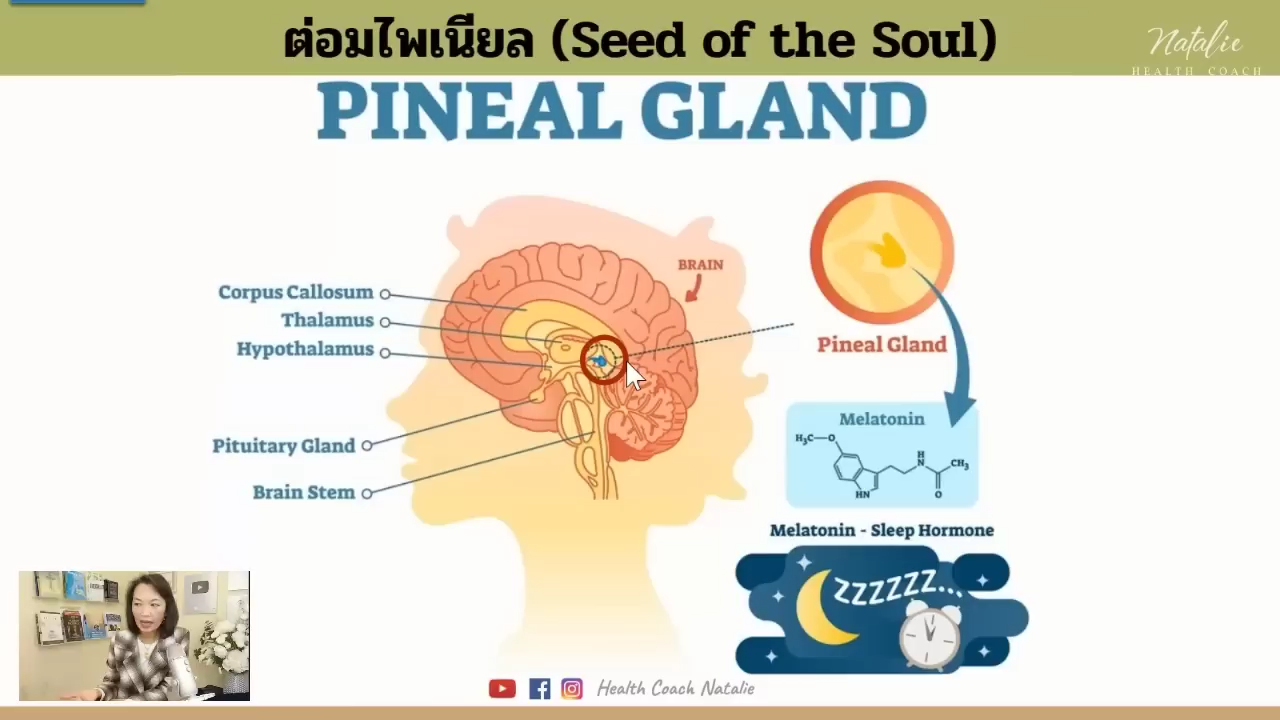 ต่อมไพเนียล (Seed of the Soul)
Natalie
HEALTH COACH
PINEAL GLAND
BRAIN
Corpus Callosum
Thalamus
Hypothalamus
Pituitary Gland
Brain Stem
Pineal Gland
Melatonin
H₃C
O
H
N
CH₃
HN
O
Melatonin - Sleep Hormone
ZZZZZZ...
Health Coach Natalie